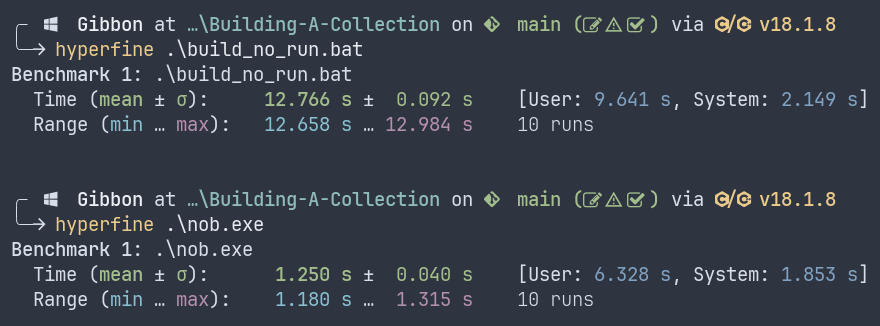 Gibbon at …\Building-A-Collection on main () via C/C v18.1.8
hyperfine .\build_no_run.bat
Benchmark 1: .\build_no_run.bat
Time (mean ± σ): 12.766 s ± 0.092 s [User: 9.641 s, System: 2.149 s]
Range (min … max): 12.658 s … 12.984 s 10 runs
Gibbon at …\Building-A-Collection on main () via C/C v18.1.8
hyperfine .\nob.exe
Benchmark 1: .\nob.exe
Time (mean ± σ): 1.250 s ± 0.040 s [User: 6.328 s, System: 1.853 s]
Range (min … max): 1.180 s … 1.315 s 10 runs